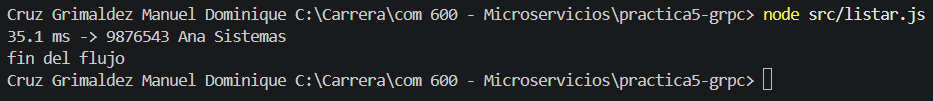 Cruz Grimaldez Manuel Dominique C:\Carrera\com 600 - Microservicios\practica5-grpc> node src/listar.js
35.1 ms -> 9876543 Ana Sistemas
fin del flujo
Cruz Grimaldez Manuel Dominique C:\Carrera\com 600 - Microservicios\practica5-grpc>